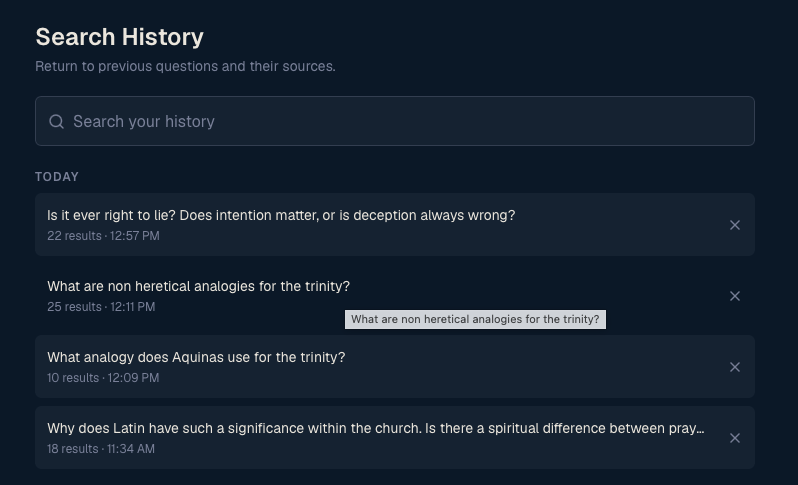 Search History
Return to previous questions and their sources.
Search your history
TODAY
Is it ever right to lie? Does intention matter, or is deception always wrong?
22 results · 12:57 PM
What are non heretical analogies for the trinity?
25 results · 12:11 PM
What are non heretical analogies for the trinity?
What analogy does Aquinas use for the trinity?
10 results · 12:09 PM
Why does Latin have such a significance within the church. Is there a spiritual difference between pray...
18 results · 11:34 AM